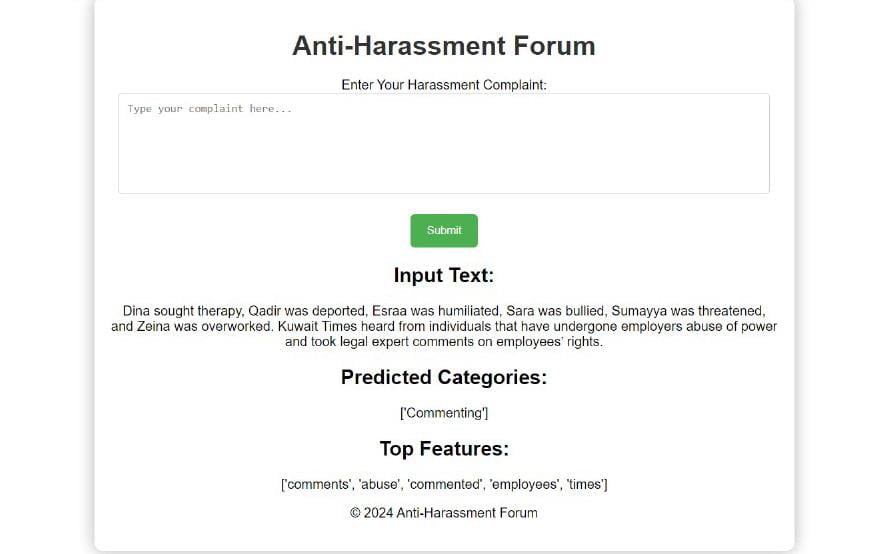 Anti-Harassment Forum
Enter Your Harassment Complaint:
Type your complaint here...
Submit
Input Text:
Dina sought therapy, Qadir was deported, Esraa was humiliated, Sara was bullied, Sumayya was threatened,
and Zeina was overworked. Kuwait Times heard from individuals that have undergone employers abuse of power
and took legal expert comments on employees’ rights.
Predicted Categories:
['Commenting']
Top Features:
['comments', 'abuse', 'commented', 'employees', 'times']
© 2024 Anti-Harassment Forum